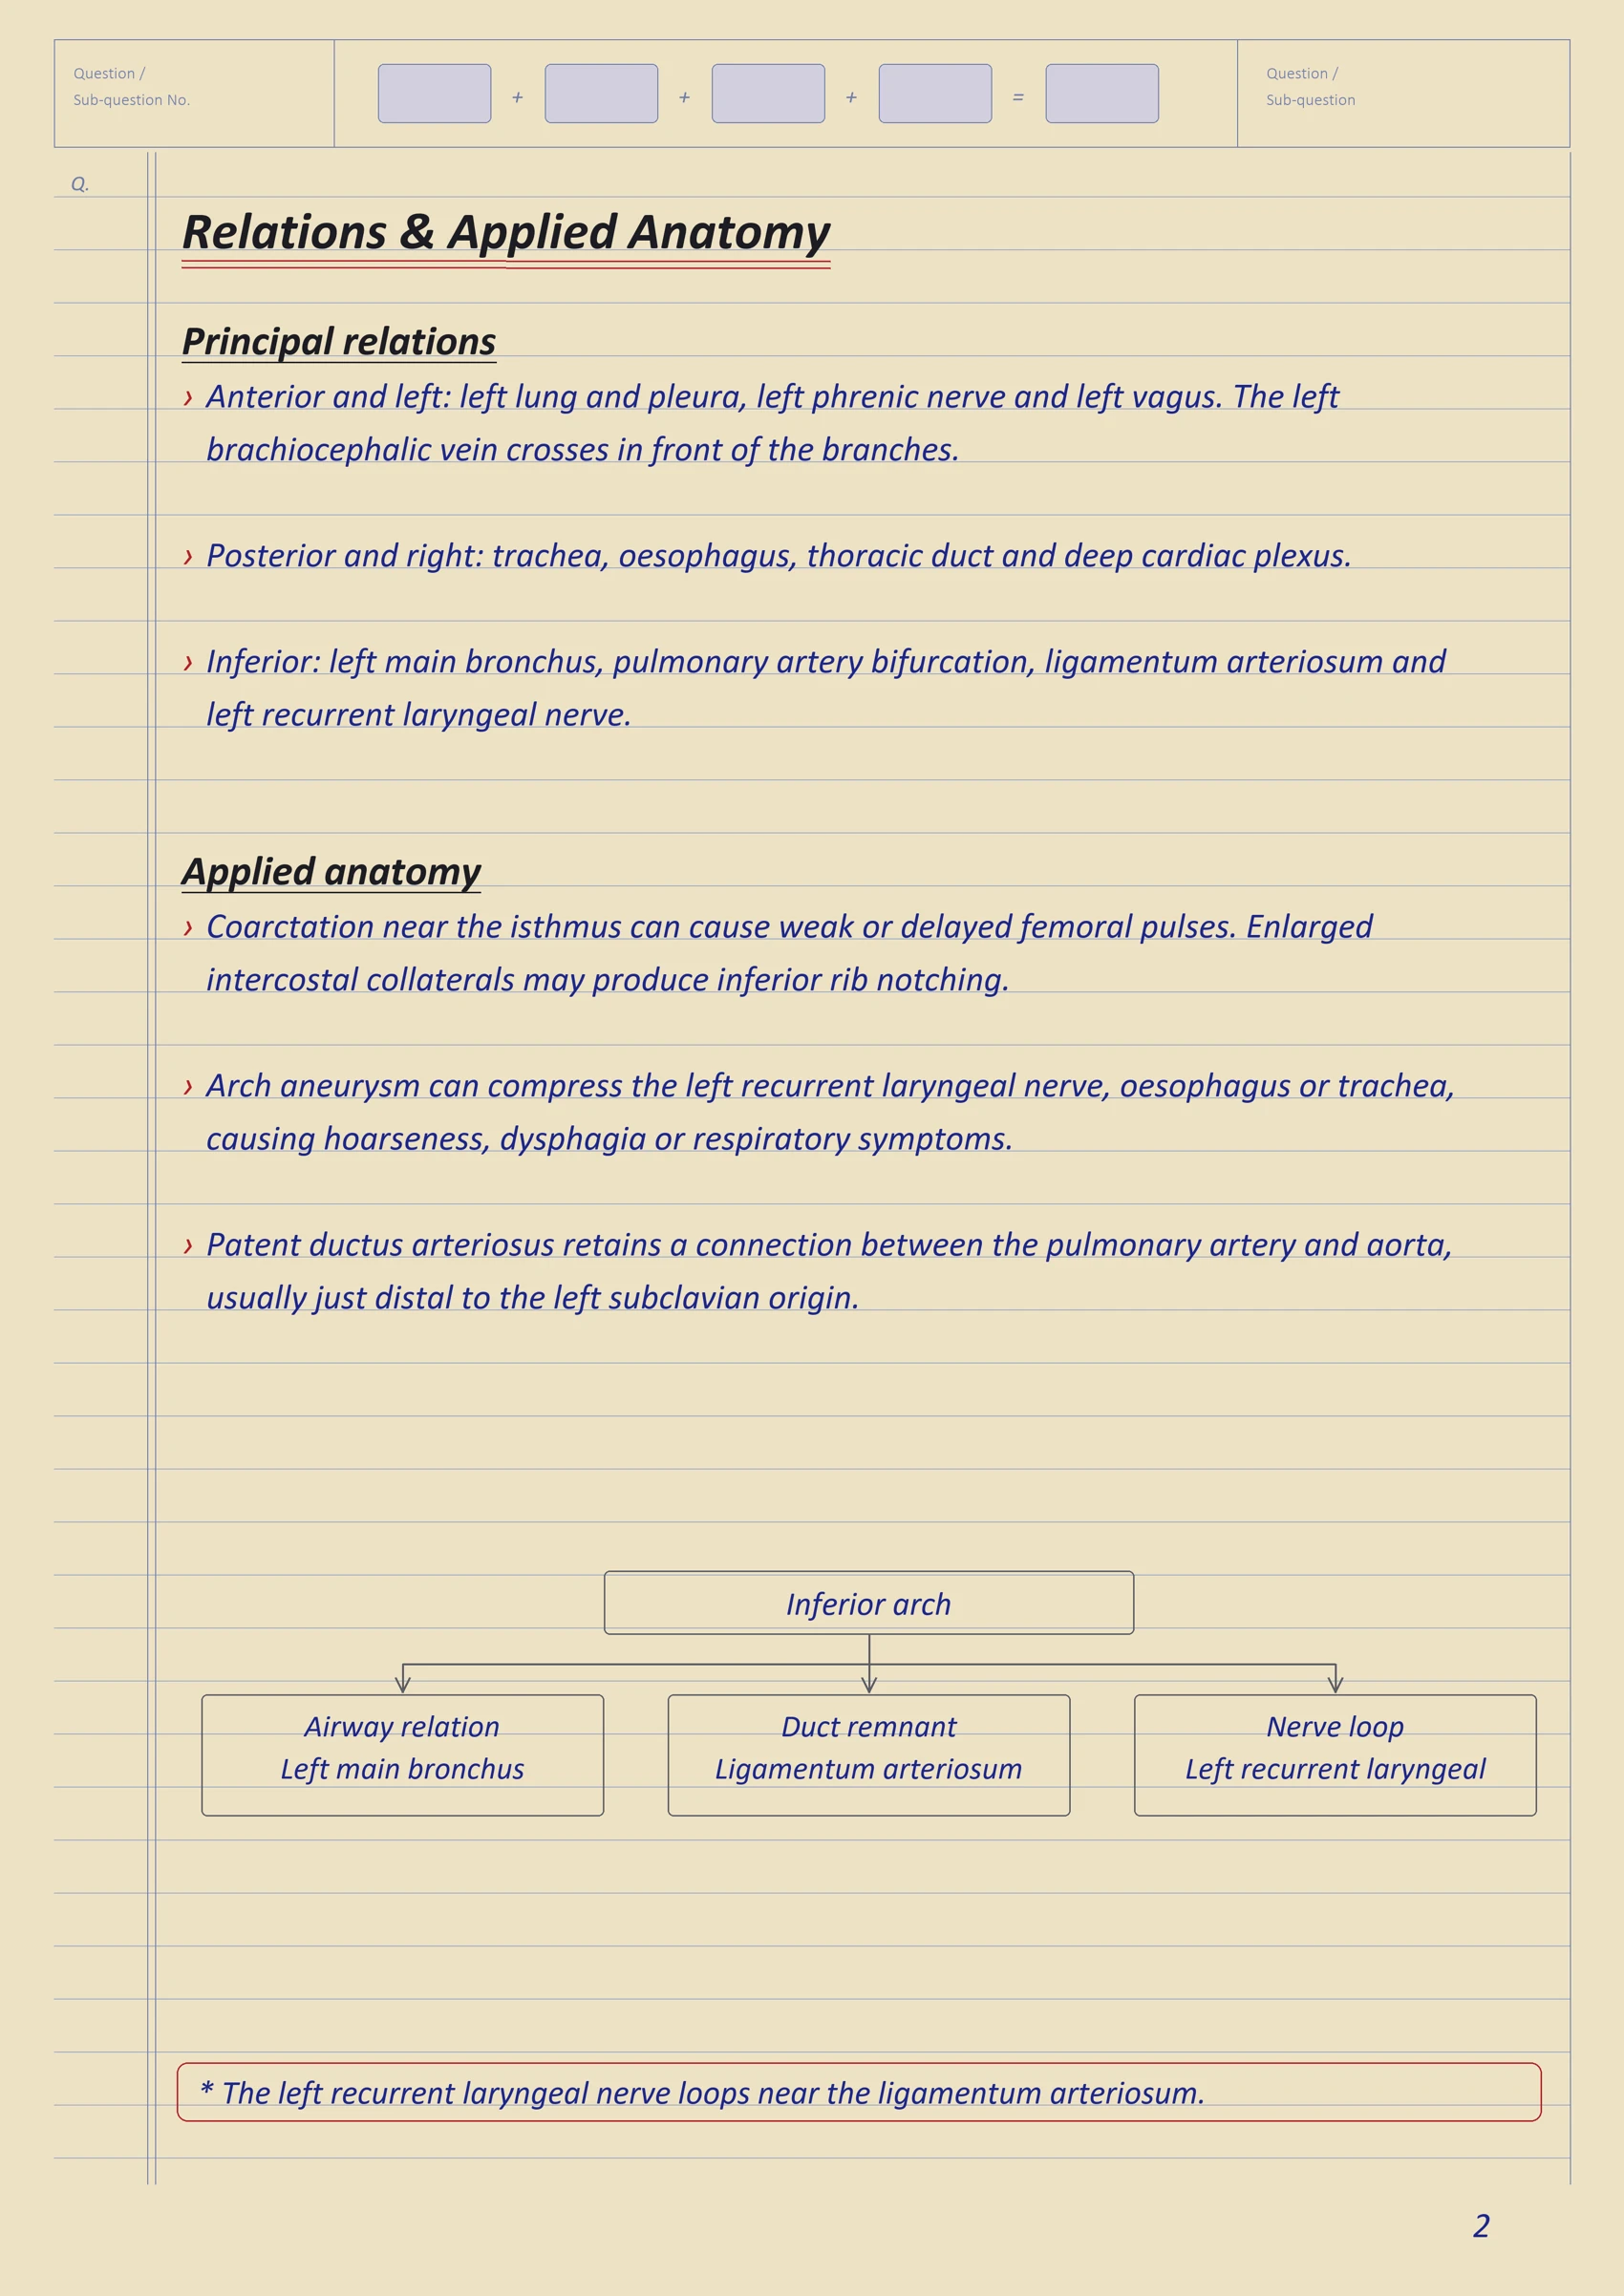 Question /
Sub-question No.
+ + + =
Question /
Sub-question
Q.
Relations & Applied Anatomy
Principal relations
› Anterior and left: left lung and pleura, left phrenic nerve and left vagus. The left
brachiocephalic vein crosses in front of the branches.
› Posterior and right: trachea, oesophagus, thoracic duct and deep cardiac plexus.
› Inferior: left main bronchus, pulmonary artery bifurcation, ligamentum arteriosum and
left recurrent laryngeal nerve.
Applied anatomy
› Coarctation near the isthmus can cause weak or delayed femoral pulses. Enlarged
intercostal collaterals may produce inferior rib notching.
› Arch aneurysm can compress the left recurrent laryngeal nerve, oesophagus or trachea,
causing hoarseness, dysphagia or respiratory symptoms.
› Patent ductus arteriosus retains a connection between the pulmonary artery and aorta,
usually just distal to the left subclavian origin.
Inferior arch
Airway relation
Left main bronchus
Duct remnant
Ligamentum arteriosum
Nerve loop
Left recurrent laryngeal
* The left recurrent laryngeal nerve loops near the ligamentum arteriosum.
2